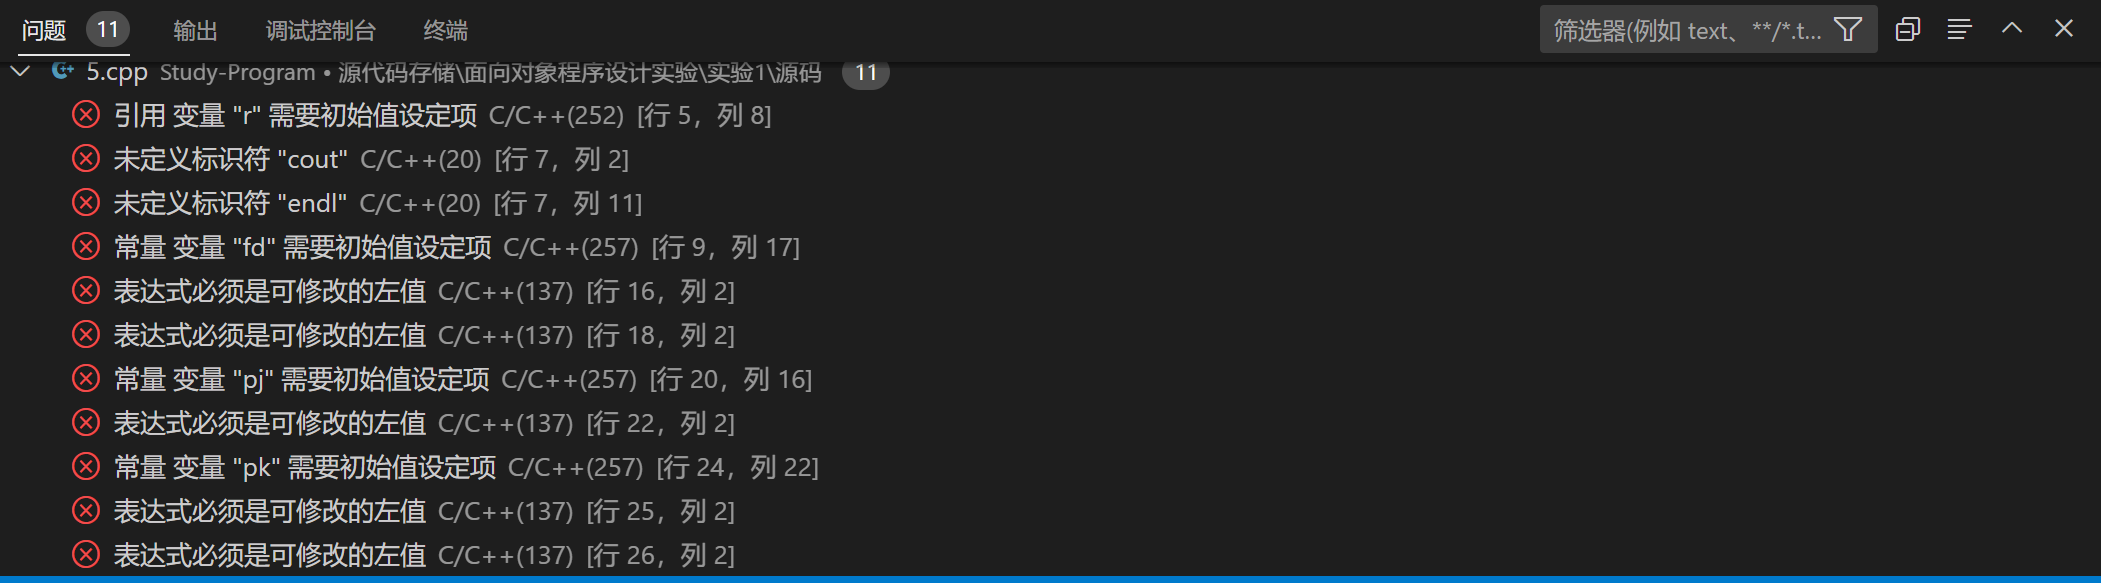 问题 11 输出 调试控制台 终端 筛选器(例如 text、**/*.t...
5.cpp Study-Program • 源代码存储\面向对象程序设计实验\实验1\源码 11
引用 变量 "r" 需要初始值设定项 C/C++(252) [行 5，列 8]
未定义标识符 "cout" C/C++(20) [行 7，列 2]
未定义标识符 "endl" C/C++(20) [行 7，列 11]
常量 变量 "fd" 需要初始值设定项 C/C++(257) [行 9，列 17]
表达式必须是可修改的左值 C/C++(137) [行 16，列 2]
表达式必须是可修改的左值 C/C++(137) [行 18，列 2]
常量 变量 "pj" 需要初始值设定项 C/C++(257) [行 20，列 16]
表达式必须是可修改的左值 C/C++(137) [行 22，列 2]
常量 变量 "pk" 需要初始值设定项 C/C++(257) [行 24，列 22]
表达式必须是可修改的左值 C/C++(137) [行 25，列 2]
表达式必须是可修改的左值 C/C++(137) [行 26，列 2]